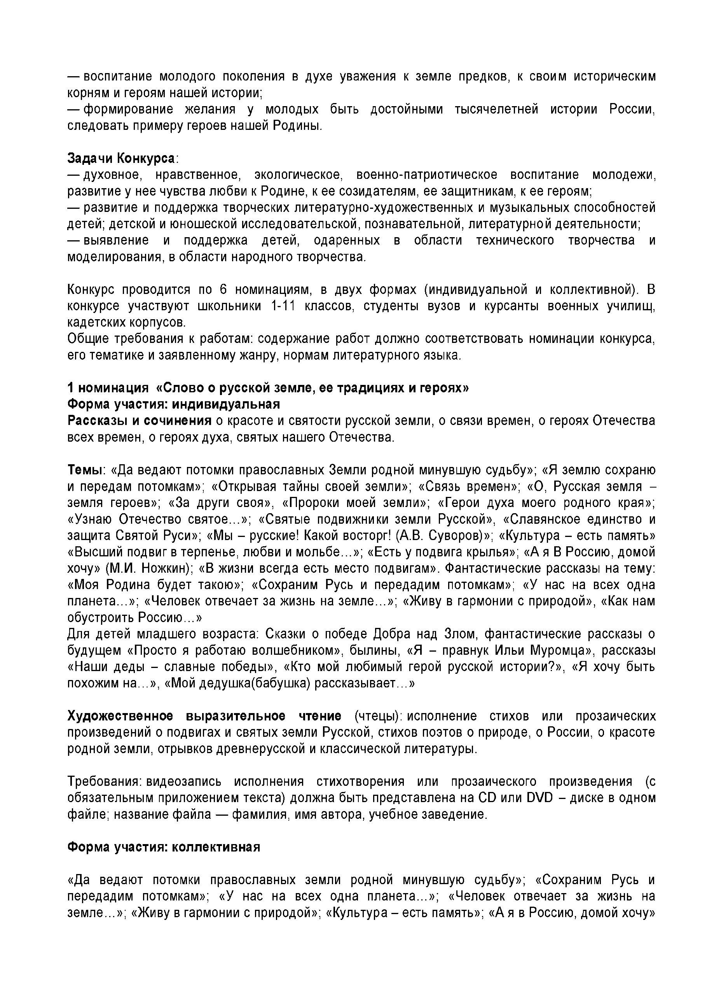 — воспитание молодого поколения в духе уважения к земле предков, к своим историческим
корням и героям нашей истории;
— формирование желания у молодых быть достойными тысячелетней истории России,
следовать примеру героев нашей Родины.
Задачи Конкурса:
— духовное, нравственное, экологическое, военно-патриотическое воспитание молодежи,
развитие у нее чувства любви к Родине, к ее созидателям, ее защитникам, к ее героям;
— развитие и поддержка творческих литературно-художественных и музыкальных способностей
детей; детской и юношеской исследовательской, познавательной, литературной деятельности;
— выявление и поддержка детей, одаренных в области технического творчества и
моделирования, в области народного творчества.
Конкурс проводится по 6 номинациям, в двух формах (индивидуальной и коллективной). В
конкурсе участвуют школьники 1-11 классов, студенты вузов и курсанты военных училищ,
кадетских корпусов.
Общие требования к работам: содержание работ должно соответствовать номинации конкурса,
его тематике и заявленному жанру, нормам литературного языка.
1 номинация «Слово о русской земле, ее традициях и героях»
Форма участия: индивидуальная
Рассказы и сочинения о красоте и святости русской земли, о связи времен, о героях Отечества
всех времен, о героях духа, святых нашего Отечества.
Темы: «Да ведают потомки православных Земли родной минувшую судьбу»; «Я землю сохраню
и передам потомкам»; «Открывая тайны своей земли»; «Связь времен»; «О, Русская земля –
земля героев»; «За други своя», «Пророки моей земли»; «Герои духа моего родного края»;
«Узнаю Отечество святое...»; «Святые подвижники земли Русской», «Славянское единство и
защита Святой Руси»; «Мы – русские! Какой восторг! (А.В. Суворов)»; «Культура – есть память»
«Высший подвиг в терпенье, любви и мольбе...»; «Есть у подвига крылья»; «А я В Россию, домой
хочу» (М.И. Ножкин); «В жизни всегда есть место подвигам». Фантастические рассказы на тему:
«Моя Родина будет такою»; «Сохраним Русь и передадим потомкам»; «У нас на всех одна
планета...»; «Человек отвечает за жизнь на земле...»; «Живу в гармонии с природой», «Как нам
обустроить Россию...»
Для детей младшего возраста: Сказки о победе Добра над Злом, фантастические рассказы о
будущем «Просто я работаю волшебником», былины, «Я – правнук Ильи Муромца», рассказы
«Наши деды – славные победы», «Кто мой любимый герой русской истории?», «Я хочу быть
похожим на...», «Мой дедушка(бабушка) рассказывает...»
Художественное выразительное чтение (чтецы): исполнение стихов или прозаических
произведений о подвигах и святых земли Русской, стихов поэтов о природе, о России, о красоте
родной земли, отрывков древнерусской и классической литературы.
Требования: видеозапись исполнения стихотворения или прозаического произведения (с
обязательным приложением текста) должна быть представлена на CD или DVD – диске в одном
файле; название файла — фамилия, имя автора, учебное заведение.
Форма участия: коллективная
«Да ведают потомки православных земли родной минувшую судьбу»; «Сохраним Русь и
передадим потомкам»; «У нас на всех одна планета...»; «Человек отвечает за жизнь на
земле...»; «Живу в гармонии с природой»; «Культура – есть память»; «А я в Россию, домой хочу»